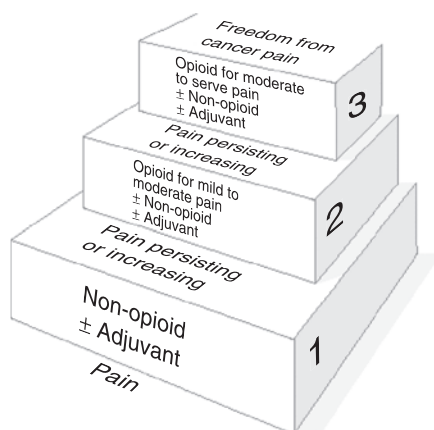 Freedom from
cancer pain
Opioid for moderate
to serve pain
± Non-opioid
± Adjuvant
3
Pain persisting
or increasing
Opioid for mild to
moderate pain
± Non-opioid
± Adjuvant
2
Pain persisting
or increasing
Non-opioid
± Adjuvant
1
Pain